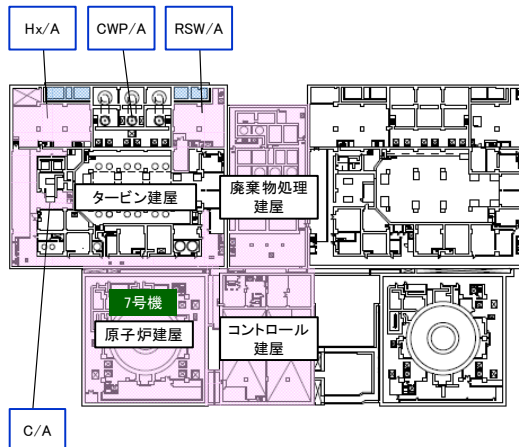 Hx/A
CWP/A
RSW/A
タービン建屋
廃棄物処理
建屋
7号機
原子炉建屋
コントロール
建屋
C/A